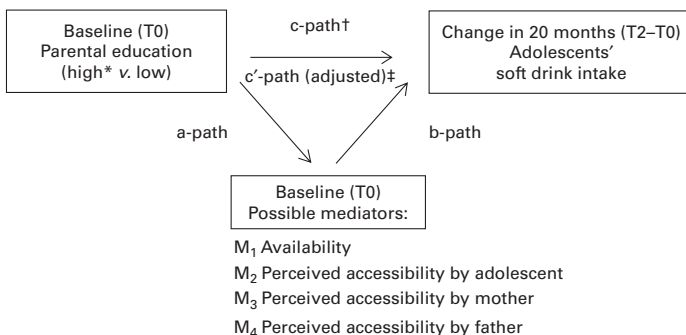 Baseline (T0)
Parental education
(high* v. low)
c-path†
c′-path (adjusted)‡
Change in 20 months (T2–T0)
Adolescents′
soft drink intake
a-path
b-path
Baseline (T0)
Possible mediators:
M₁ Availability
M₂ Perceived accessibility by adolescent
M₃ Perceived accessibility by mother
M₄ Perceived accessibility by father